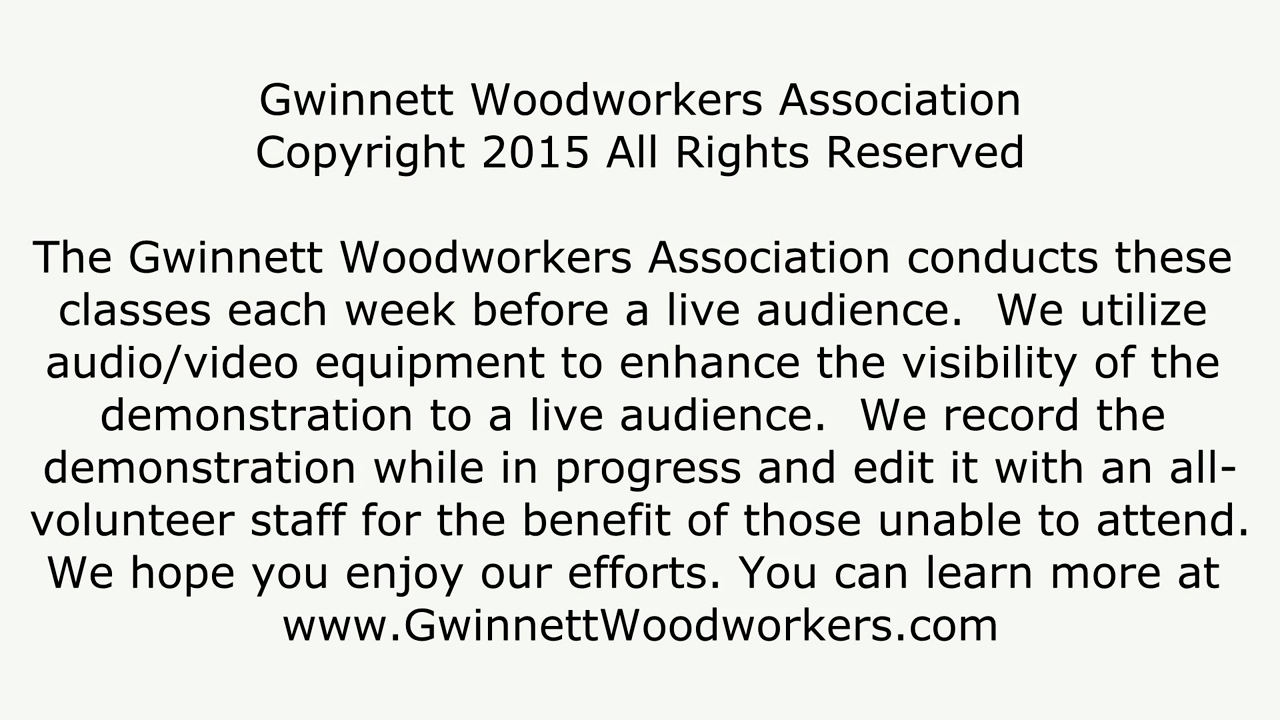 Gwinnett Woodworkers Association
Copyright 2015 All Rights Reserved
The Gwinnett Woodworkers Association conducts these
classes each week before a live audience.  We utilize
audio/video equipment to enhance the visibility of the
demonstration to a live audience.  We record the
demonstration while in progress and edit it with an all-
volunteer staff for the benefit of those unable to attend.
We hope you enjoy our efforts. You can learn more at
www.GwinnettWoodworkers.com